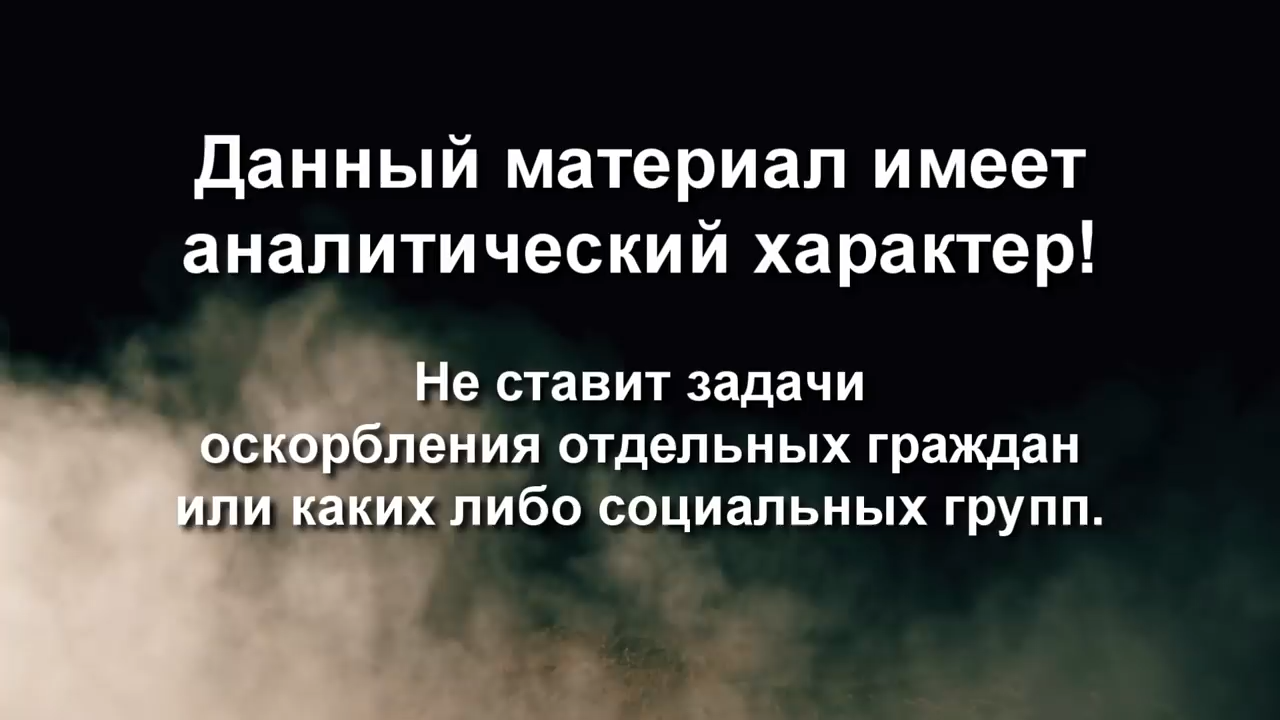 Данный материал имеет
аналитический характер!
Не ставит задачи
оскорбления отдельных граждан
или каких либо социальных групп.